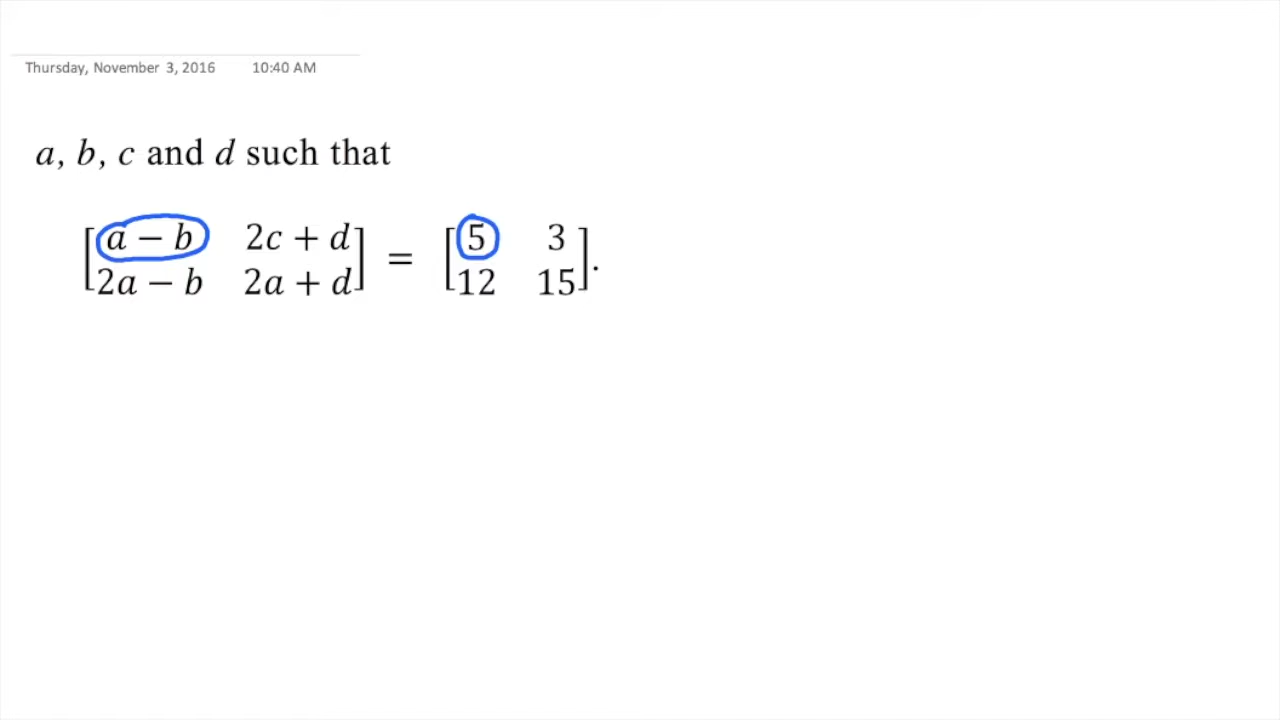 Thursday, November 3, 2016 10:40 AM
a, b, c and d such that
[a − b 2c + d] = [5 3]
[2a − b 2a + d] [12 15].